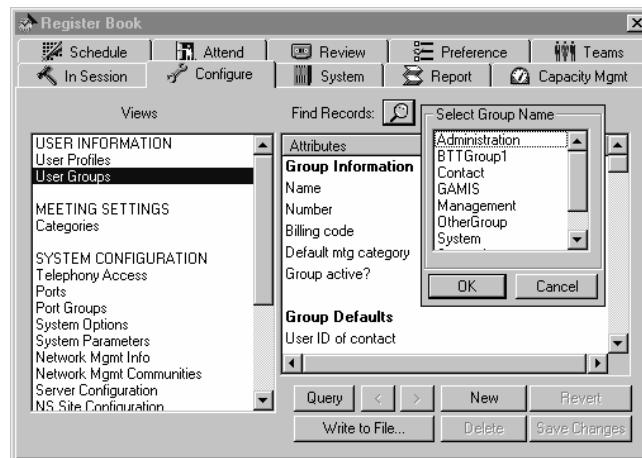 Register Book
Schedule Attend Review Preference Teams
In Session Configure System Report Capacity Mgmt
Views
USER INFORMATION
User Profiles
User Groups
MEETING SETTINGS
Categories
SYSTEM CONFIGURATION
Telephony Access
Ports
Port Groups
System Options
System Parameters
Network Mgmt Info
Network Mgmt Communities
Server Configuration
NS Site Configuration
Find Records:
Attributes
Group Information
Name
Number
Billing code
Default mtg category
Group active?
Group Defaults
User ID of contact
Select Group Name
Administration
BTTGroup1
Contact
GAMIS
Management
OtherGroup
System
OK Cancel
Query < > New Revert
Write to File... Delete Save Changes